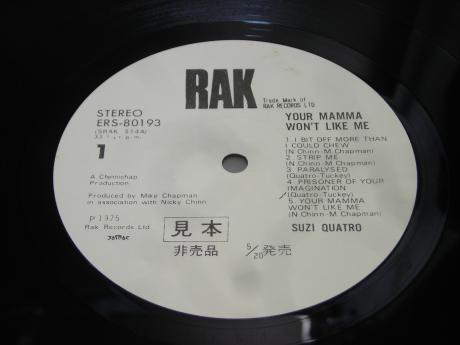 RAK
Trade Mark of
RAK RECORDS LTD
STEREO
ERS-80193
(SRAK 514A)
33 1/3 r.p.m.
1
A Chinnichap
Production
Produced by Mike Chapman
in association with Nicky Chinn
P 1975
Rak Records Ltd
YOUR MAMMA
WON'T LIKE ME
1. I BIT OFF MORE THAN
I COULD CHEW
(N Chinn-M.Chapman)
2. STRIP ME
(N Chinn-M.Chapman)
3. PARALYSED
(Quatro-Tuckey)
4. PRISONER OF YOUR
IMAGINATION
(Quatro-Tuckey)
5. YOUR MAMMA
WON'T LIKE ME
(N Chinn-M.Chapman)
SUZI QUATRO
見本
非売品
5/20発売